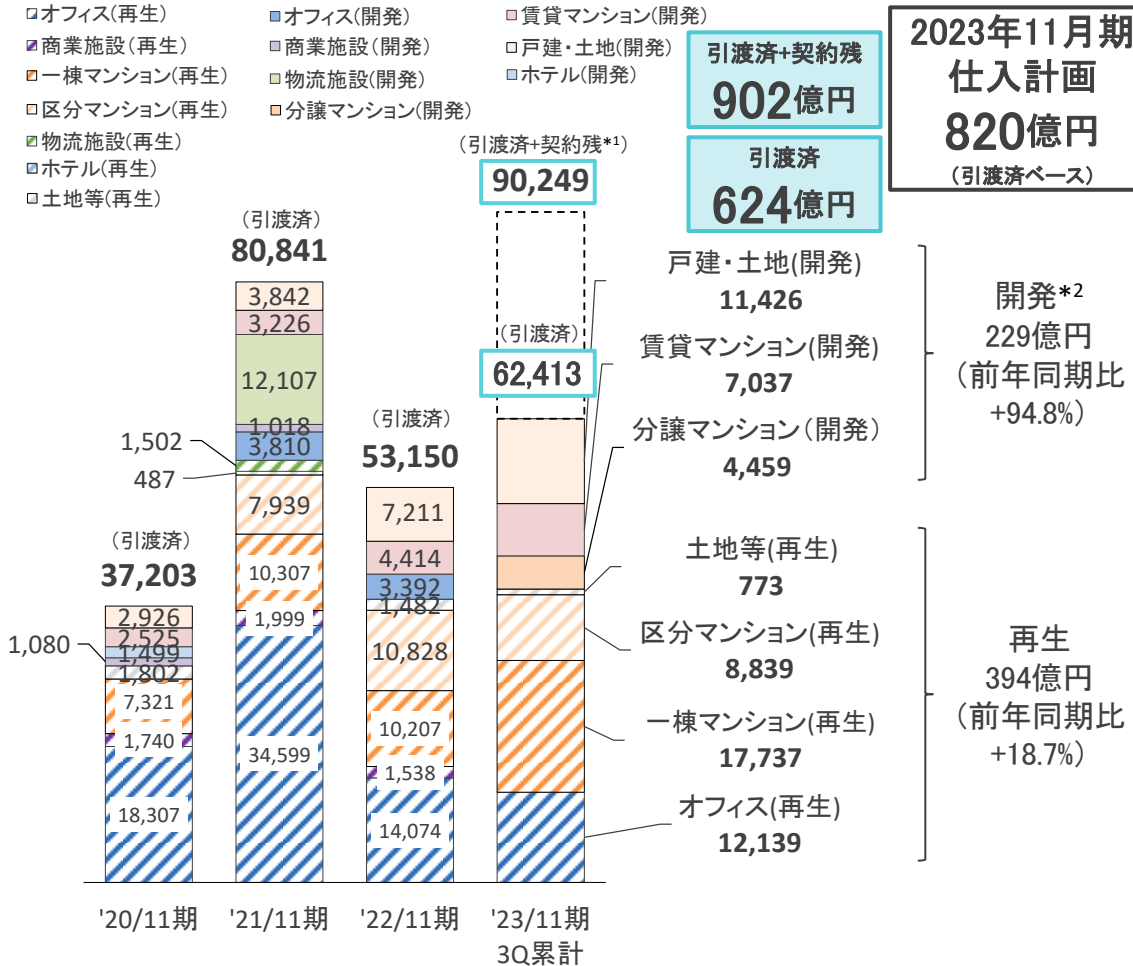 オフィス(再生)
オフィス(開発)
賃貸マンション(開発)
商業施設(再生)
商業施設(開発)
戸建・土地(開発)
一棟マンション(再生)
物流施設(開発)
ホテル(開発)
区分マンション(再生)
分譲マンション(開発)
物流施設(再生)
ホテル(再生)
土地等(再生)
引渡済+契約残
902億円
引渡済
624億円
2023年11月期
仕入計画
820億円
(引渡済ベース)
(引渡済+契約残*1)
90,249
(引渡済)
62,413
(引渡済)
80,841
3,842
3,226
12,107
1,018
3,810
1,502
487
7,939
10,307
1,999
34,599
(引渡済)
53,150
7,211
4,414
3,392
1,482
10,828
10,207
1,538
14,074
(引渡済)
37,203
2,926
2,525
1,499
1,080
1,802
7,321
1,740
18,307
戸建・土地(開発)
11,426
賃貸マンション(開発)
7,037
分譲マンション(開発)
4,459
土地等(再生)
773
区分マンション(再生)
8,839
一棟マンション(再生)
17,737
オフィス(再生)
12,139
開発*2
229億円
(前年同期比
+94.8%)
再生
394億円
(前年同期比
+18.7%)
'20/11期
'21/11期
'22/11期
'23/11期
3Q累計